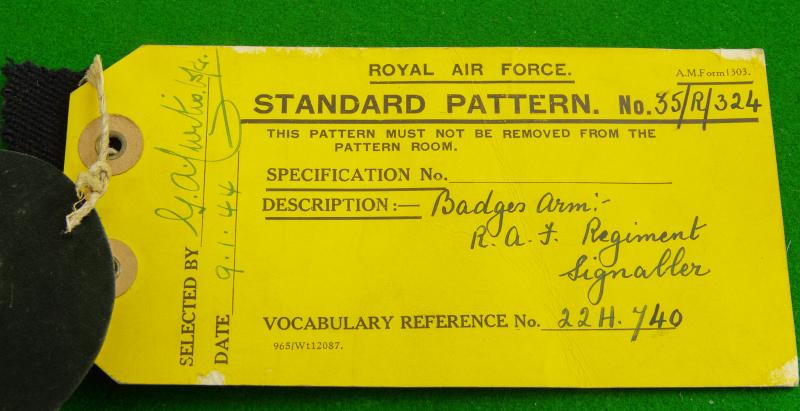 ROYAL AIR FORCE.
A.M.Form1303.
STANDARD PATTERN. No. 35/R/324
THIS PATTERN MUST NOT BE REMOVED FROM THE
PATTERN ROOM.
SPECIFICATION No.
DESCRIPTION:— Badges Arm:-
R.A.F. Regiment
Signaller
VOCABULARY REFERENCE No. 22H.740
965/Wt12087.
SELECTED BY
DATE 9.1.44